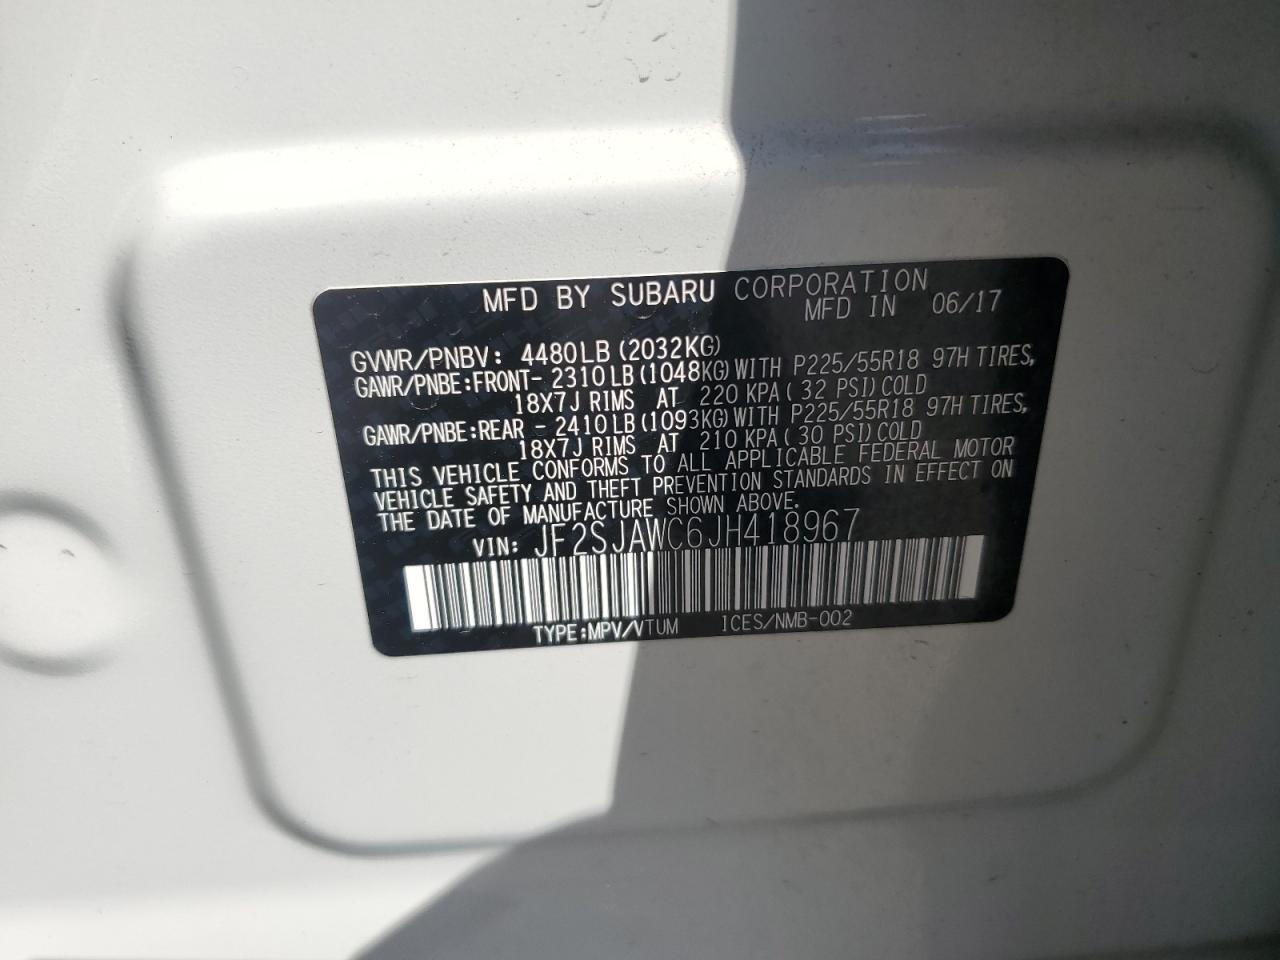 MFD BY SUBARU CORPORATION
MFD IN 06/17
GVWR/PNBV: 4480LB(2032KG)
GAWR/PNBE:FRONT- 2310LB(1048KG)WITH P225/55R18 97H TIRES,
18X7J RIMS AT 220 KPA( 32 PSI)COLD
GAWR/PNBE:REAR - 2410LB(1093KG)WITH P225/55R18 97H TIRES,
18X7J RIMS AT 210 KPA( 30 PSI)COLD
THIS VEHICLE CONFORMS TO ALL APPLICABLE FEDERAL MOTOR
VEHICLE SAFETY AND THEFT PREVENTION STANDARDS IN EFFECT ON
THE DATE OF MANUFACTURE SHOWN ABOVE.
VIN: JF2SJAWC6JH418967
TYPE:MPV/VTUM ICES/NMB-002